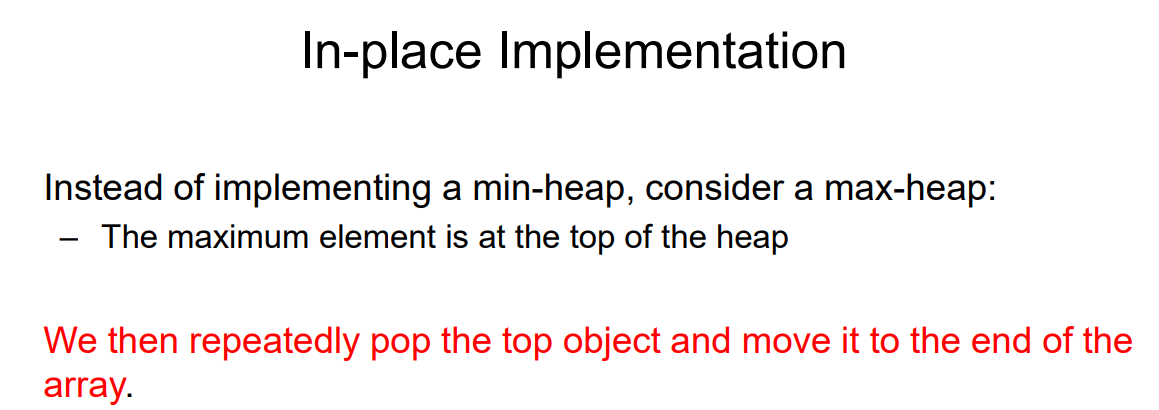 In-place Implementation
Instead of implementing a min-heap, consider a max-heap:
– The maximum element is at the top of the heap
We then repeatedly pop the top object and move it to the end of the
array.